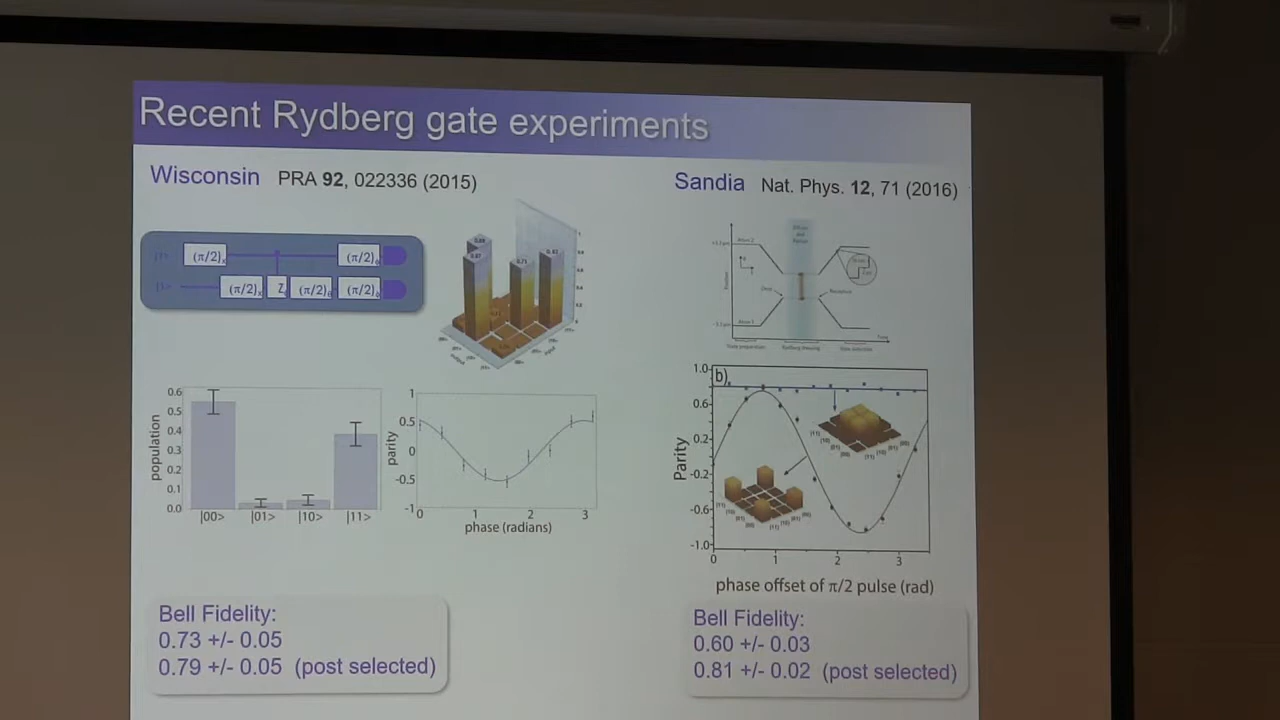 Recent Rydberg gate experiments
Wisconsin PRA 92, 022336 (2015)
(π/2)x (π/2)
(π/2)x Z (π/2) (π/2)
0.6
0.5
0.4
0.3
0.2
0.1
0.0
population
|00> |01> |10> |11>
1
0.5
0
-0.5
-1
parity
0 1 2 3
phase (radians)
Bell Fidelity:
0.73 +/- 0.05
0.79 +/- 0.05 (post selected)
Sandia Nat. Phys. 12, 71 (2016)
b)
1.0
0.6
0.2
-0.2
-0.6
-1.0
Parity
0 1 2 3
phase offset of π/2 pulse (rad)
Bell Fidelity:
0.60 +/- 0.03
0.81 +/- 0.02 (post selected)